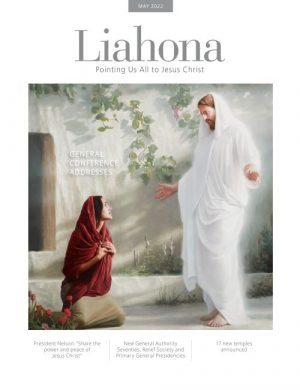 MAY 2022
Liahona
Pointing Us All to Jesus Christ
GENERAL
CONFERENCE
ADDRESSES
President Nelson: "Share the
power and peace of
Jesus Christ"
New General Authority
Seventies, Relief Society and
Primary General Presidencies
17 new temples
announced